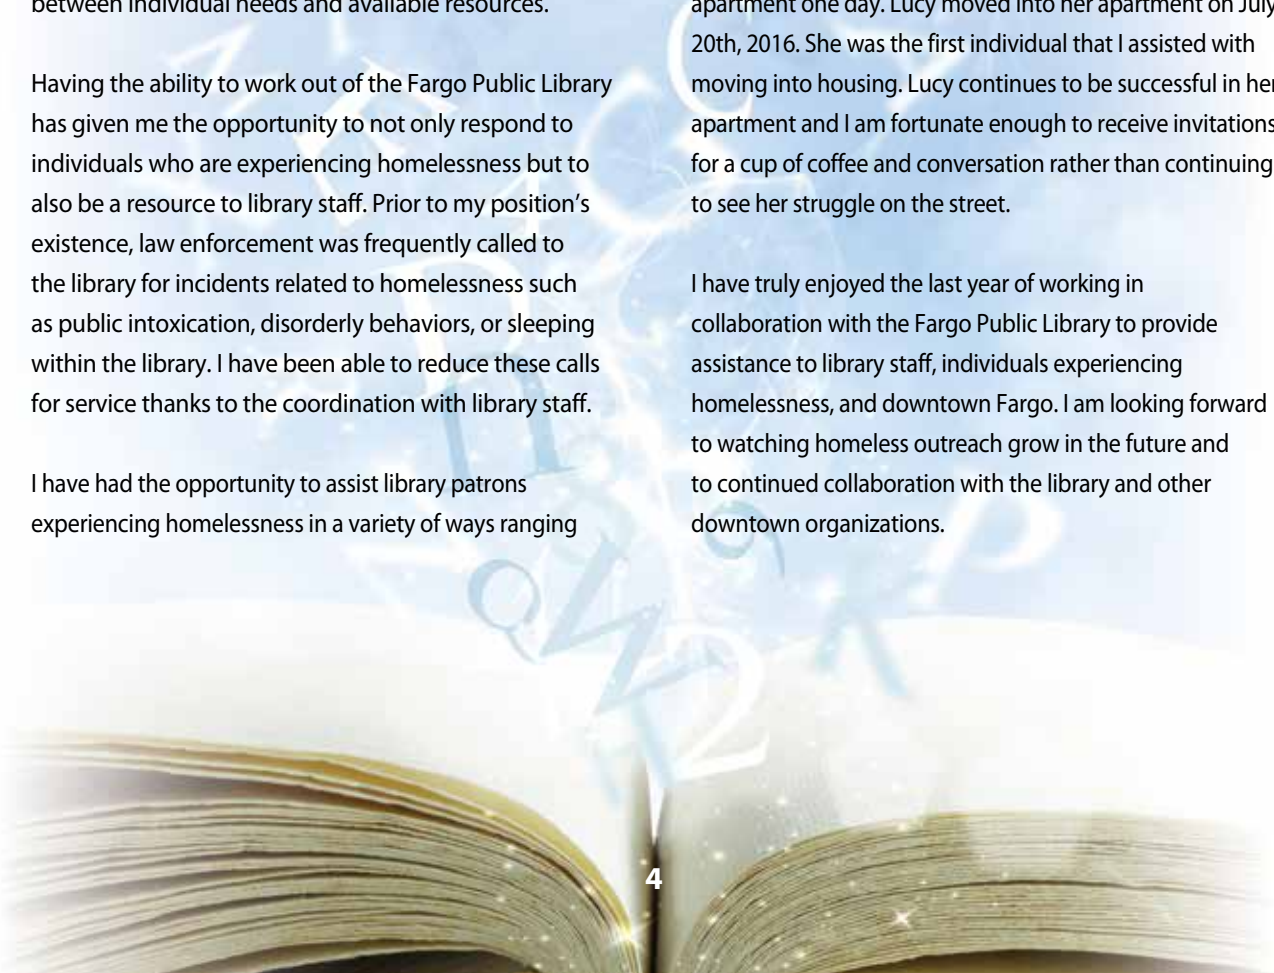 between individual needs and available resources.
Having the ability to work out of the Fargo Public Library
has given me the opportunity to not only respond to
individuals who are experiencing homelessness but to
also be a resource to library staff. Prior to my position’s
existence, law enforcement was frequently called to
the library for incidents related to homelessness such
as public intoxication, disorderly behaviors, or sleeping
within the library. I have been able to reduce these calls
for service thanks to the coordination with library staff.
I have had the opportunity to assist library patrons
experiencing homelessness in a variety of ways ranging
apartment one day. Lucy moved into her apartment on July
20th, 2016. She was the first individual that I assisted with
moving into housing. Lucy continues to be successful in her
apartment and I am fortunate enough to receive invitations
for a cup of coffee and conversation rather than continuing
to see her struggle on the street.
I have truly enjoyed the last year of working in
collaboration with the Fargo Public Library to provide
assistance to library staff, individuals experiencing
homelessness, and downtown Fargo. I am looking forward
to watching homeless outreach grow in the future and
to continued collaboration with the library and other
downtown organizations.
4